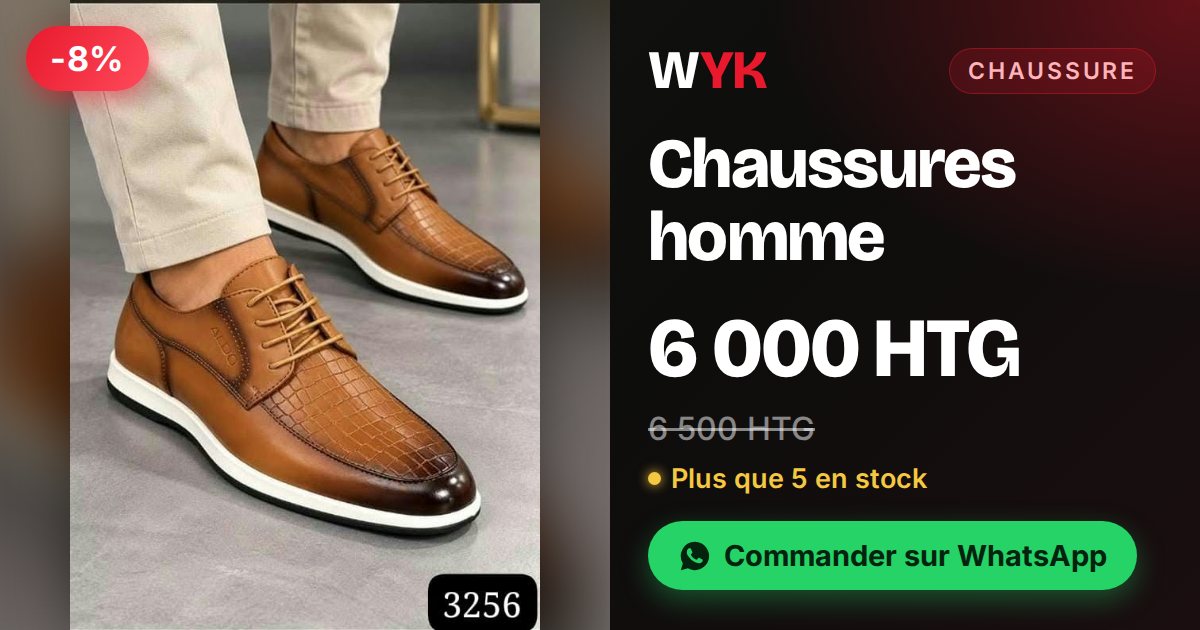 -8%
ALDO
3256
WYK
CHAUSSURE
Chaussures
homme
6 000 HTG
6 500 HTG
Plus que 5 en stock
Commander sur WhatsApp